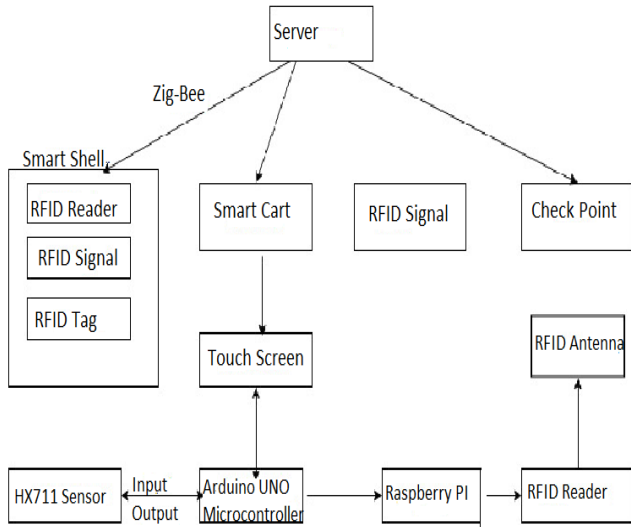 Server
Zig-Bee
Smart Shell
RFID Reader
RFID Signal
RFID Tag
Smart Cart
RFID Signal
Check Point
Touch Screen
RFID Antenna
HX711 Sensor
Input
Output
Arduino UNO
Microcontroller
Raspberry PI
RFID Reader